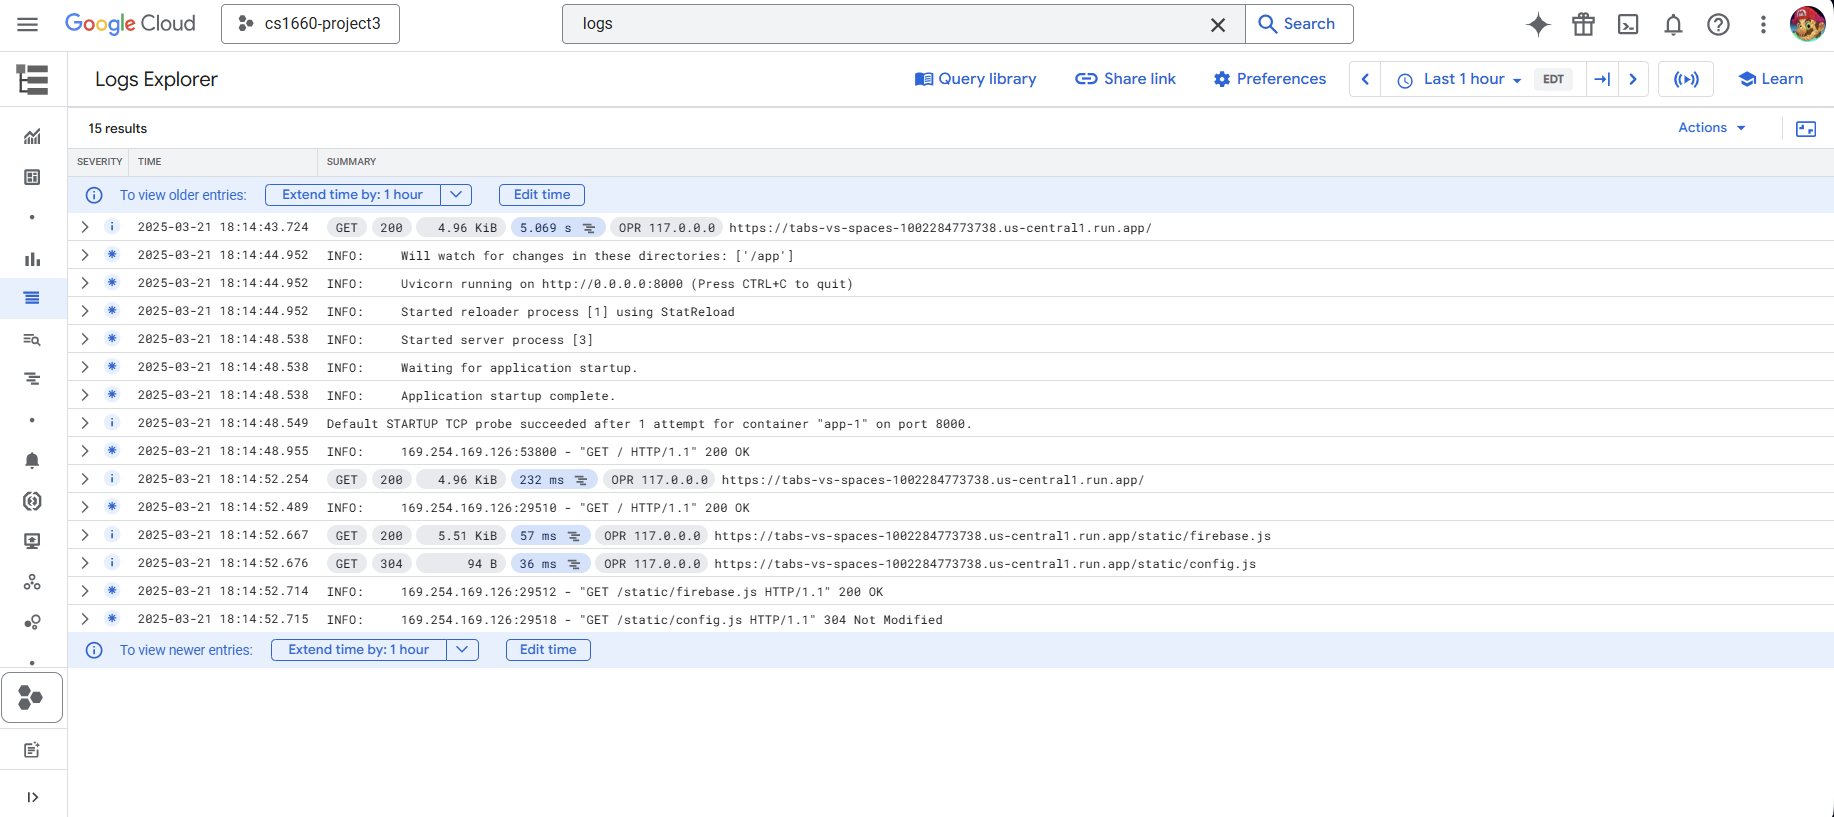 Google Cloud
cs1660-project3
logs
Search
Logs Explorer
Query library
Share link
Preferences
Last 1 hour
EDT
Learn
15 results
Actions
SEVERITY TIME SUMMARY
To view older entries: Extend time by: 1 hour Edit time
2025-03-21 18:14:43.724 GET 200 4.96 KiB 5.069 s OPR 117.0.0.0 https://tabs-vs-spaces-1002284773738.us-central1.run.app/
2025-03-21 18:14:44.952 INFO: Will watch for changes in these directories: ['/app']
2025-03-21 18:14:44.952 INFO: Uvicorn running on http://0.0.0.0:8000 (Press CTRL+C to quit)
2025-03-21 18:14:44.952 INFO: Started reloader process [1] using StatReload
2025-03-21 18:14:48.538 INFO: Started server process [3]
2025-03-21 18:14:48.538 INFO: Waiting for application startup.
2025-03-21 18:14:48.538 INFO: Application startup complete.
2025-03-21 18:14:48.549 Default STARTUP TCP probe succeeded after 1 attempt for container "app-1" on port 8000.
2025-03-21 18:14:48.955 INFO: 169.254.169.126:53800 - "GET / HTTP/1.1" 200 OK
2025-03-21 18:14:52.254 GET 200 4.96 KiB 232 ms OPR 117.0.0.0 https://tabs-vs-spaces-1002284773738.us-central1.run.app/
2025-03-21 18:14:52.489 INFO: 169.254.169.126:29510 - "GET / HTTP/1.1" 200 OK
2025-03-21 18:14:52.667 GET 200 5.51 KiB 57 ms OPR 117.0.0.0 https://tabs-vs-spaces-1002284773738.us-central1.run.app/static/firebase.js
2025-03-21 18:14:52.676 GET 304 94 B 36 ms OPR 117.0.0.0 https://tabs-vs-spaces-1002284773738.us-central1.run.app/static/config.js
2025-03-21 18:14:52.714 INFO: 169.254.169.126:29512 - "GET /static/firebase.js HTTP/1.1" 200 OK
2025-03-21 18:14:52.715 INFO: 169.254.169.126:29518 - "GET /static/config.js HTTP/1.1" 304 Not Modified
To view newer entries: Extend time by: 1 hour Edit time